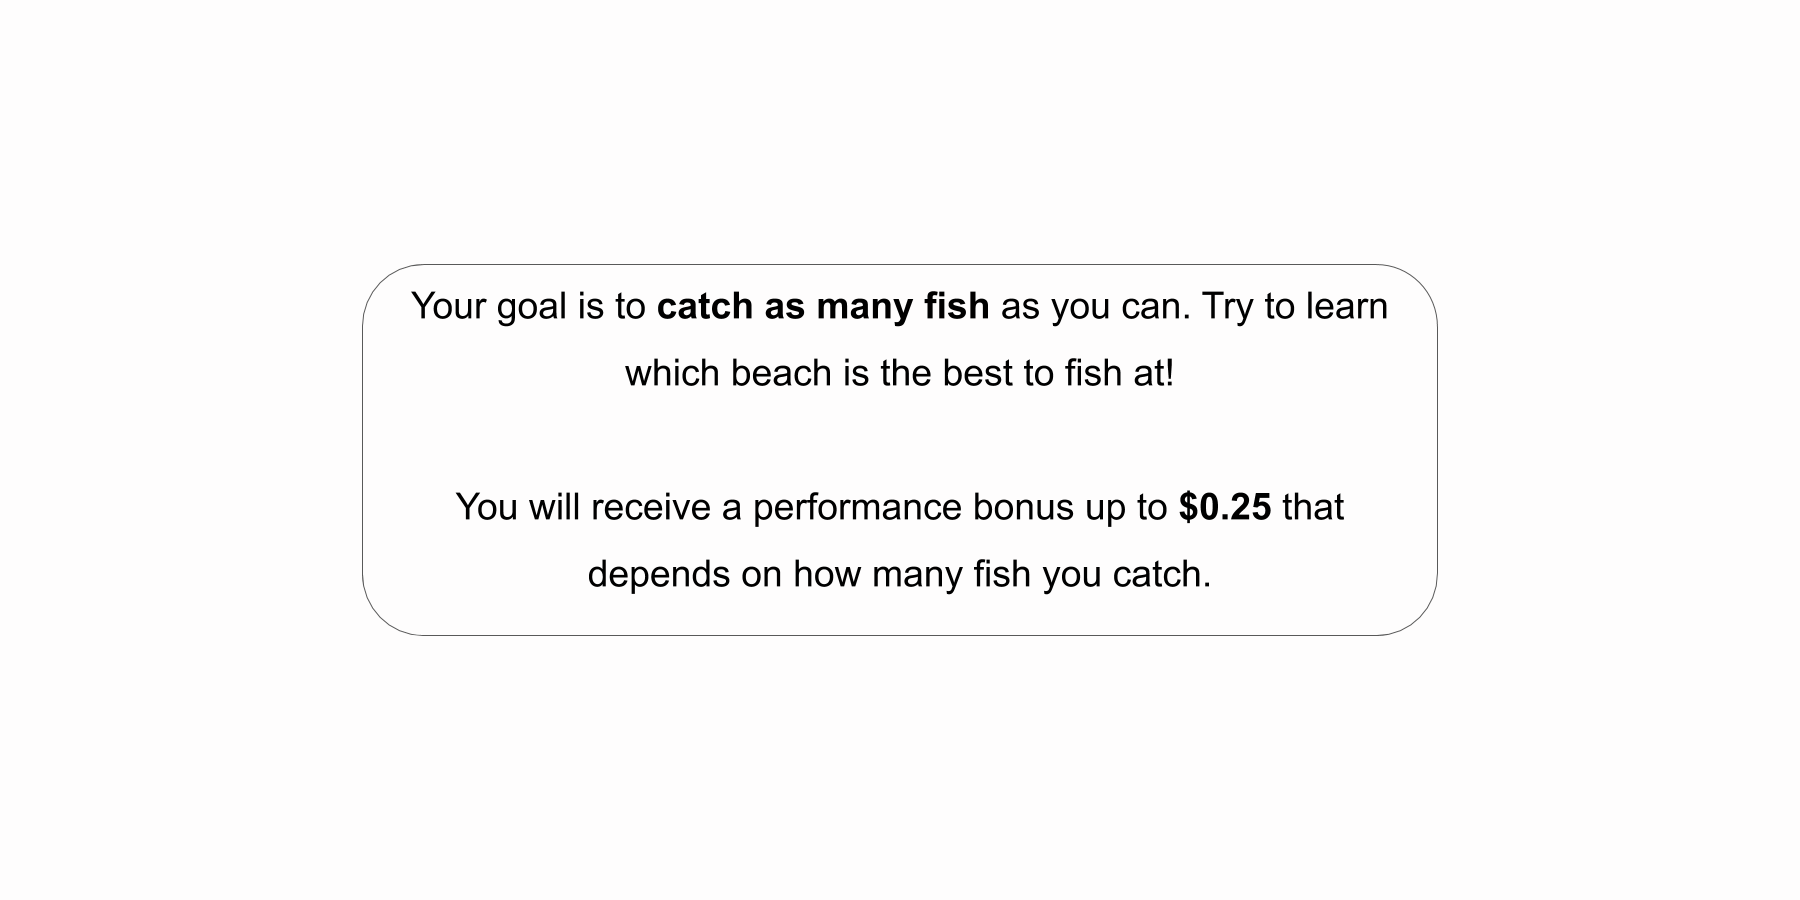 Your goal is to catch as many fish as you can. Try to learn
which beach is the best to fish at!
You will receive a performance bonus up to $0.25 that
depends on how many fish you catch.